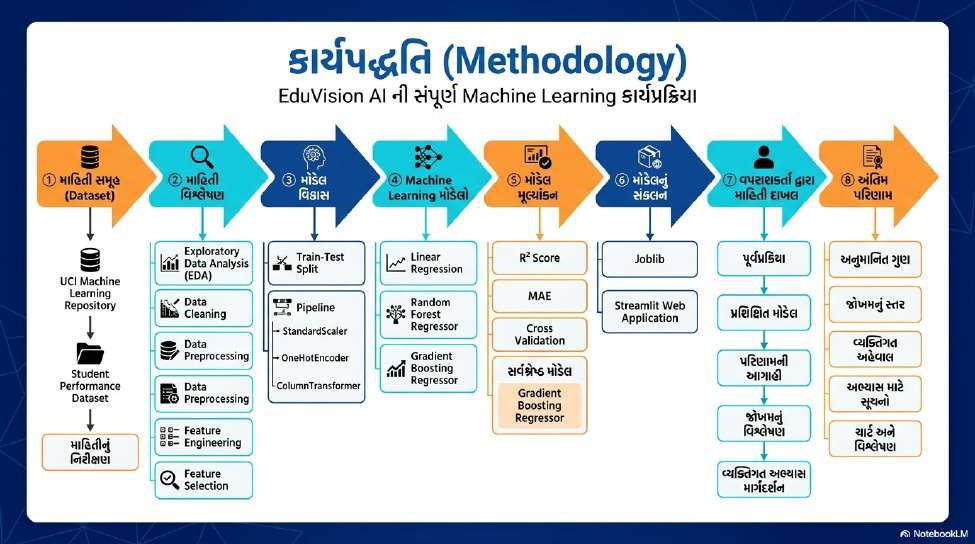 કાર્યપદ્ધતિ (Methodology)
EduVision AI ની સંપૂર્ણ Machine Learning કાર્યપ્રક્રિયા
① માહિતી સમૂહ
(Dataset)
UCI Machine
Learning
Repository
Student
Performance
Dataset
માહિતીનું
નિરીક્ષણ
② માહિતી
વિશ્લેષણ
Exploratory
Data Analysis
(EDA)
Data
Cleaning
Data
Preprocessing
Data
Preprocessing
Feature
Engineering
Feature
Selection
③ મોડેલ
વિકાસ
Train-Test
Split
Pipeline
StandardScaler
OneHotEncoder
ColumnTransformer
④ Machine
Learning મોડેલો
Linear
Regression
Random
Forest
Regressor
Gradient
Boosting
Regressor
⑤ મોડેલ
મૂલ્યાંકન
R² Score
MAE
Cross
Validation
સર્વશ્રેષ્ઠ મોડેલ
Gradient
Boosting
Regressor
⑥ મોડેલનું
સંકલન
Joblib
Streamlit Web
Application
⑦ વપરાશકર્તા દ્વારા
માહિતી દાખલ
પૂર્વપ્રક્રિયા
પ્રશિક્ષિત મોડેલ
પરિણામની
આગાહી
જોખમનું
વિશ્લેષણ
વ્યક્તિગત અભ્યાસ
માર્ગદર્શન
⑧ અંતિમ
પરિણામ
અનુમાનિત ગુણ
જોખમનું સ્તર
વ્યક્તિગત
અહેવાલ
અભ્યાસ માટે
સૂચનો
ચાર્ટ અને
વિશ્લેષણ
NotebookLM